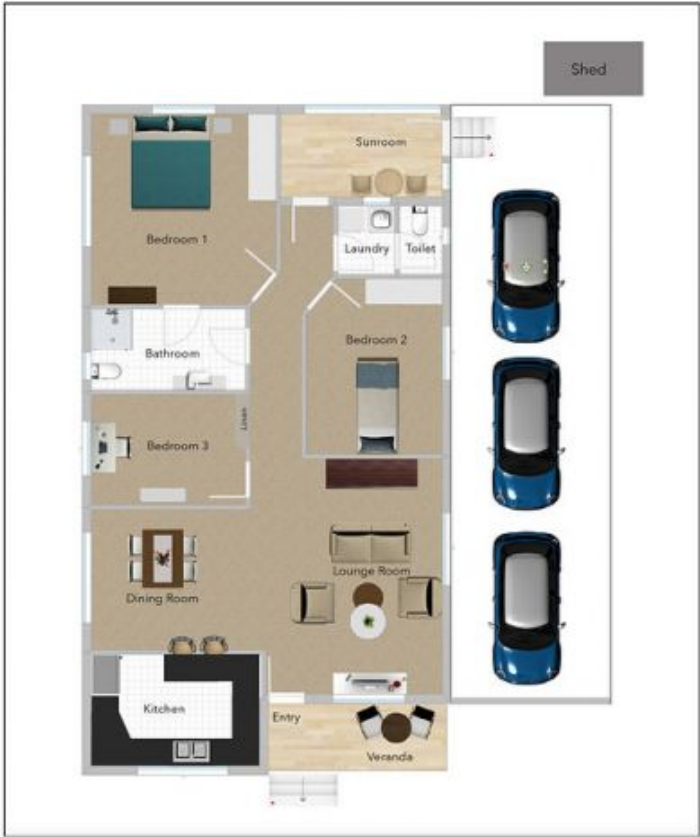 Shed
Sunroom
Bedroom 1
Laundry
Toilet
Bathroom
Bedroom 2
Linen
Bedroom 3
Lounge Room
Dining Room
Kitchen
Entry
Veranda